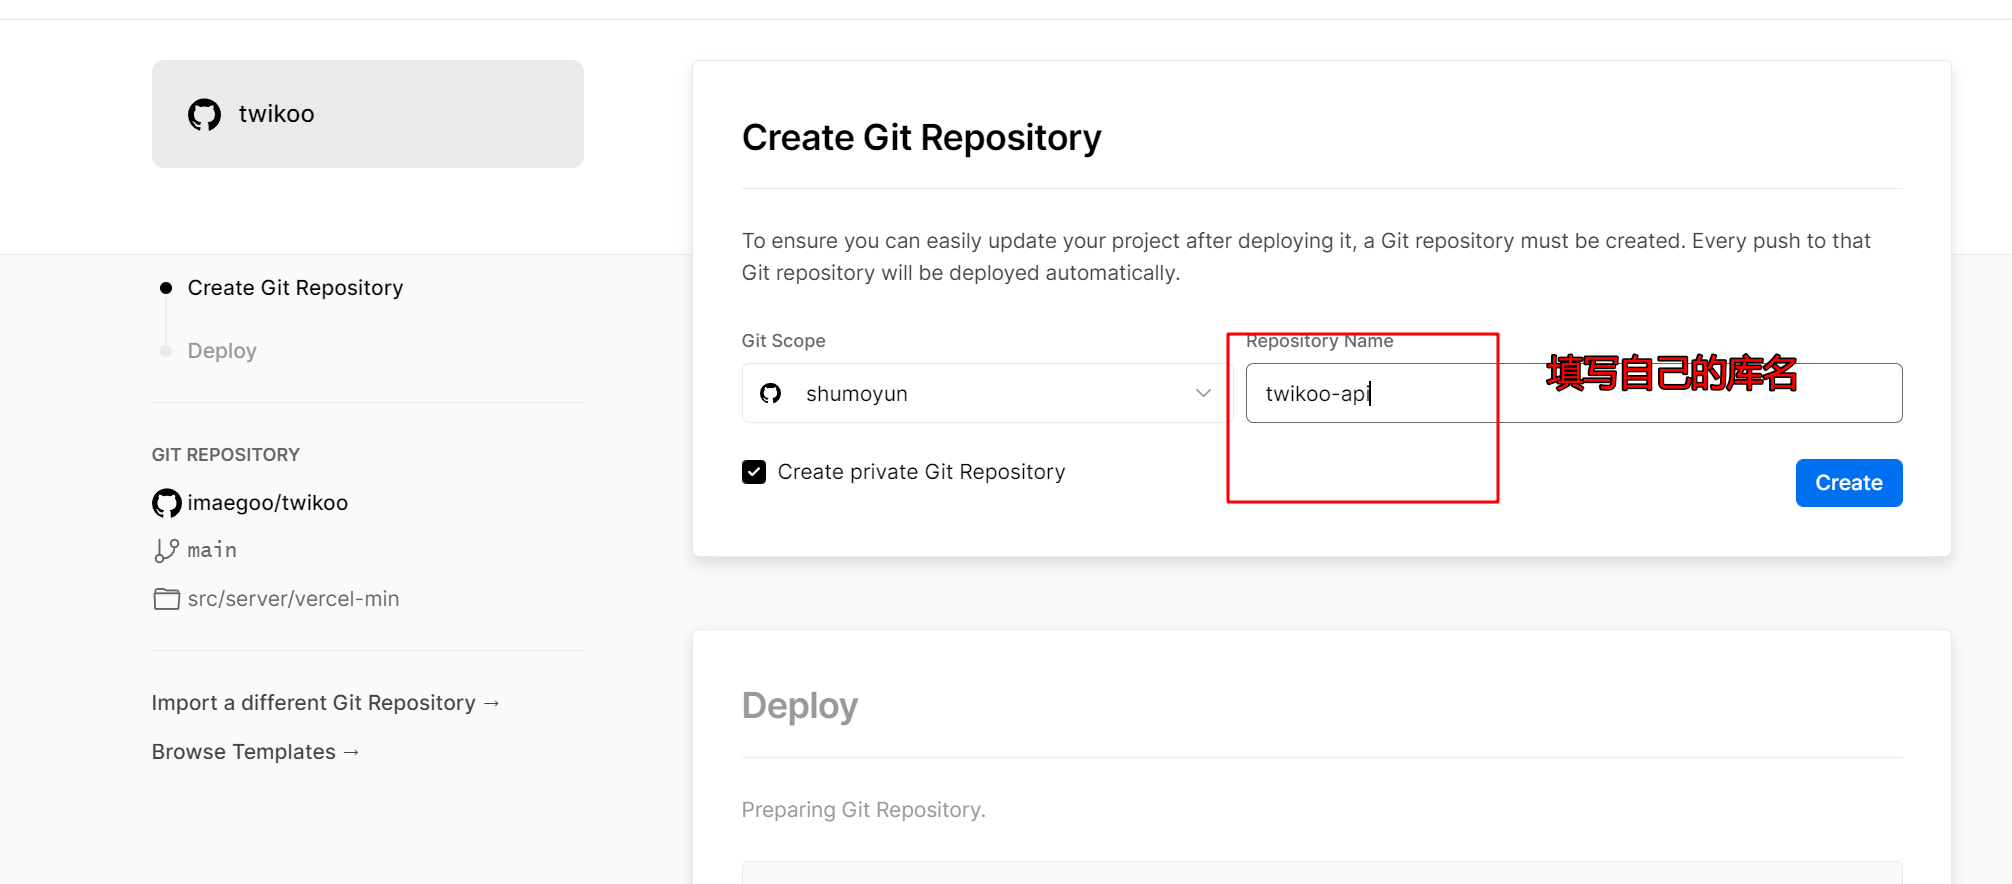 twikoo
Create Git Repository
Deploy
GIT REPOSITORY
imaegoo/twikoo
main
src/server/vercel-min
Import a different Git Repository →
Browse Templates →
Create Git Repository
To ensure you can easily update your project after deploying it, a Git repository must be created. Every push to that
Git repository will be deployed automatically.
Git Scope
shumoyun
Repository Name
twikoo-api
填写自己的库名
Create private Git Repository
Create
Deploy
Preparing Git Repository.